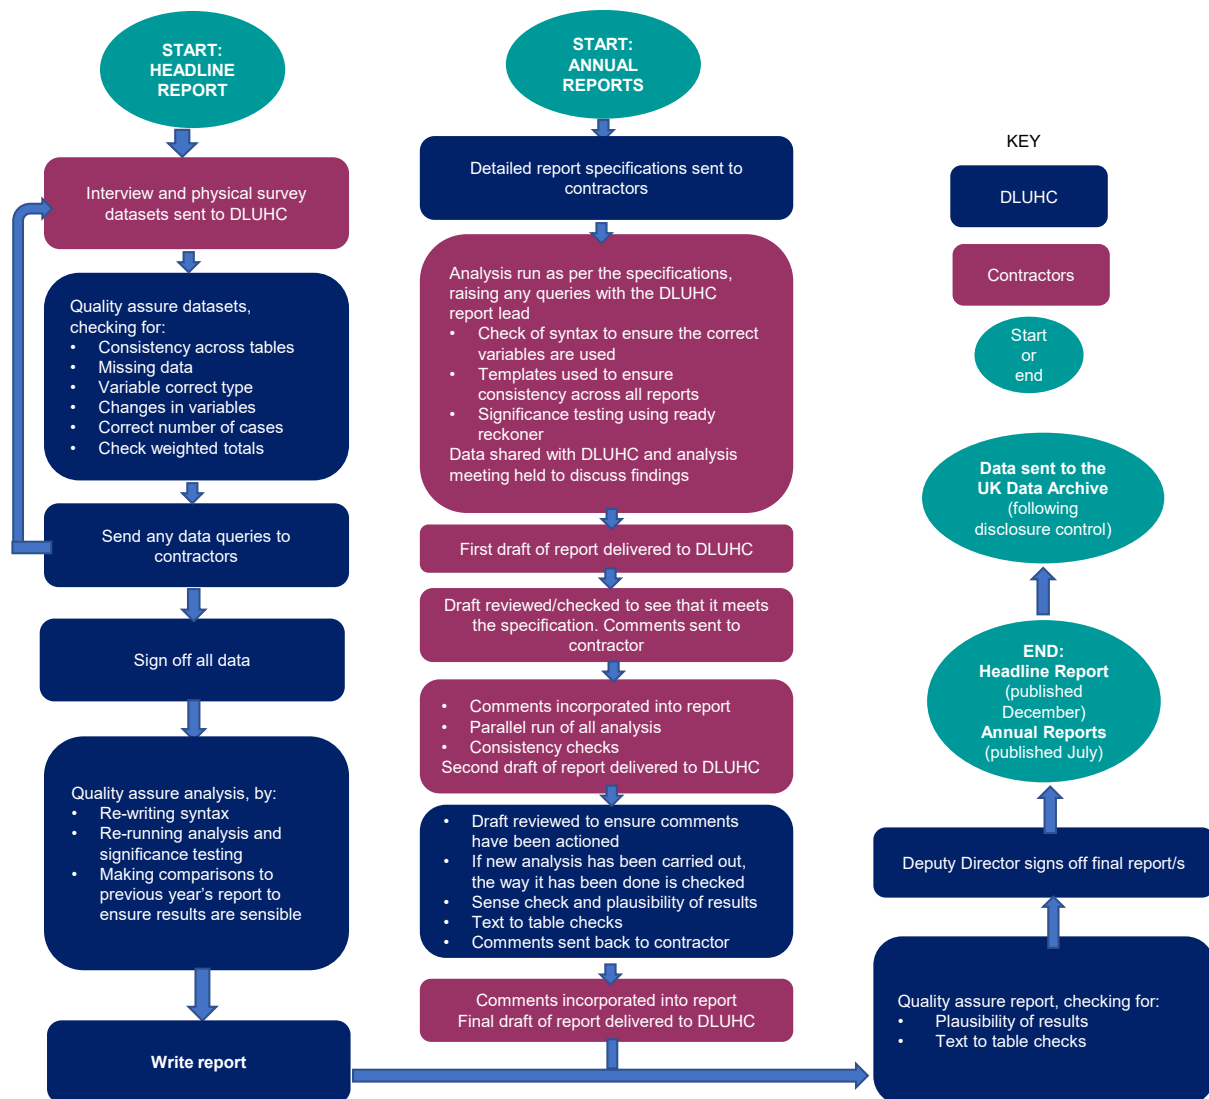 START:
HEADLINE
REPORT
Interview and physical survey
datasets sent to DLUHC
Quality assure datasets,
checking for:
• Consistency across tables
• Missing data
• Variable correct type
• Changes in variables
• Correct number of cases
• Check weighted totals
Send any data queries to
contractors
Sign off all data
Quality assure analysis, by:
• Re-writing syntax
• Re-running analysis and
significance testing
• Making comparisons to
previous year's report to
ensure results are sensible
Write report
START:
ANNUAL
REPORTS
Detailed report specifications sent to
contractors
Analysis run as per the specifications,
raising any queries with the DLUHC
report lead
• Check of syntax to ensure the correct
variables are used
• Templates used to ensure
consistency across all reports
• Significance testing using ready
reckoner
Data shared with DLUHC and analysis
meeting held to discuss findings
First draft of report delivered to DLUHC
Draft reviewed/checked to see that it meets
the specification. Comments sent to
contractor
• Comments incorporated into report
• Parallel run of all analysis
• Consistency checks
Second draft of report delivered to DLUHC
• Draft reviewed to ensure comments
have been actioned
• If new analysis has been carried out,
the way it has been done is checked
• Sense check and plausibility of results
• Text to table checks
• Comments sent back to contractor
Comments incorporated into report
Final draft of report delivered to DLUHC
KEY
DLUHC
Contractors
Start
or
end
Data sent to the
UK Data Archive
(following
disclosure control)
END:
Headline Report
(published
December)
Annual Reports
(published July)
Deputy Director signs off final report/s
Quality assure report, checking for:
• Plausibility of results
• Text to table checks